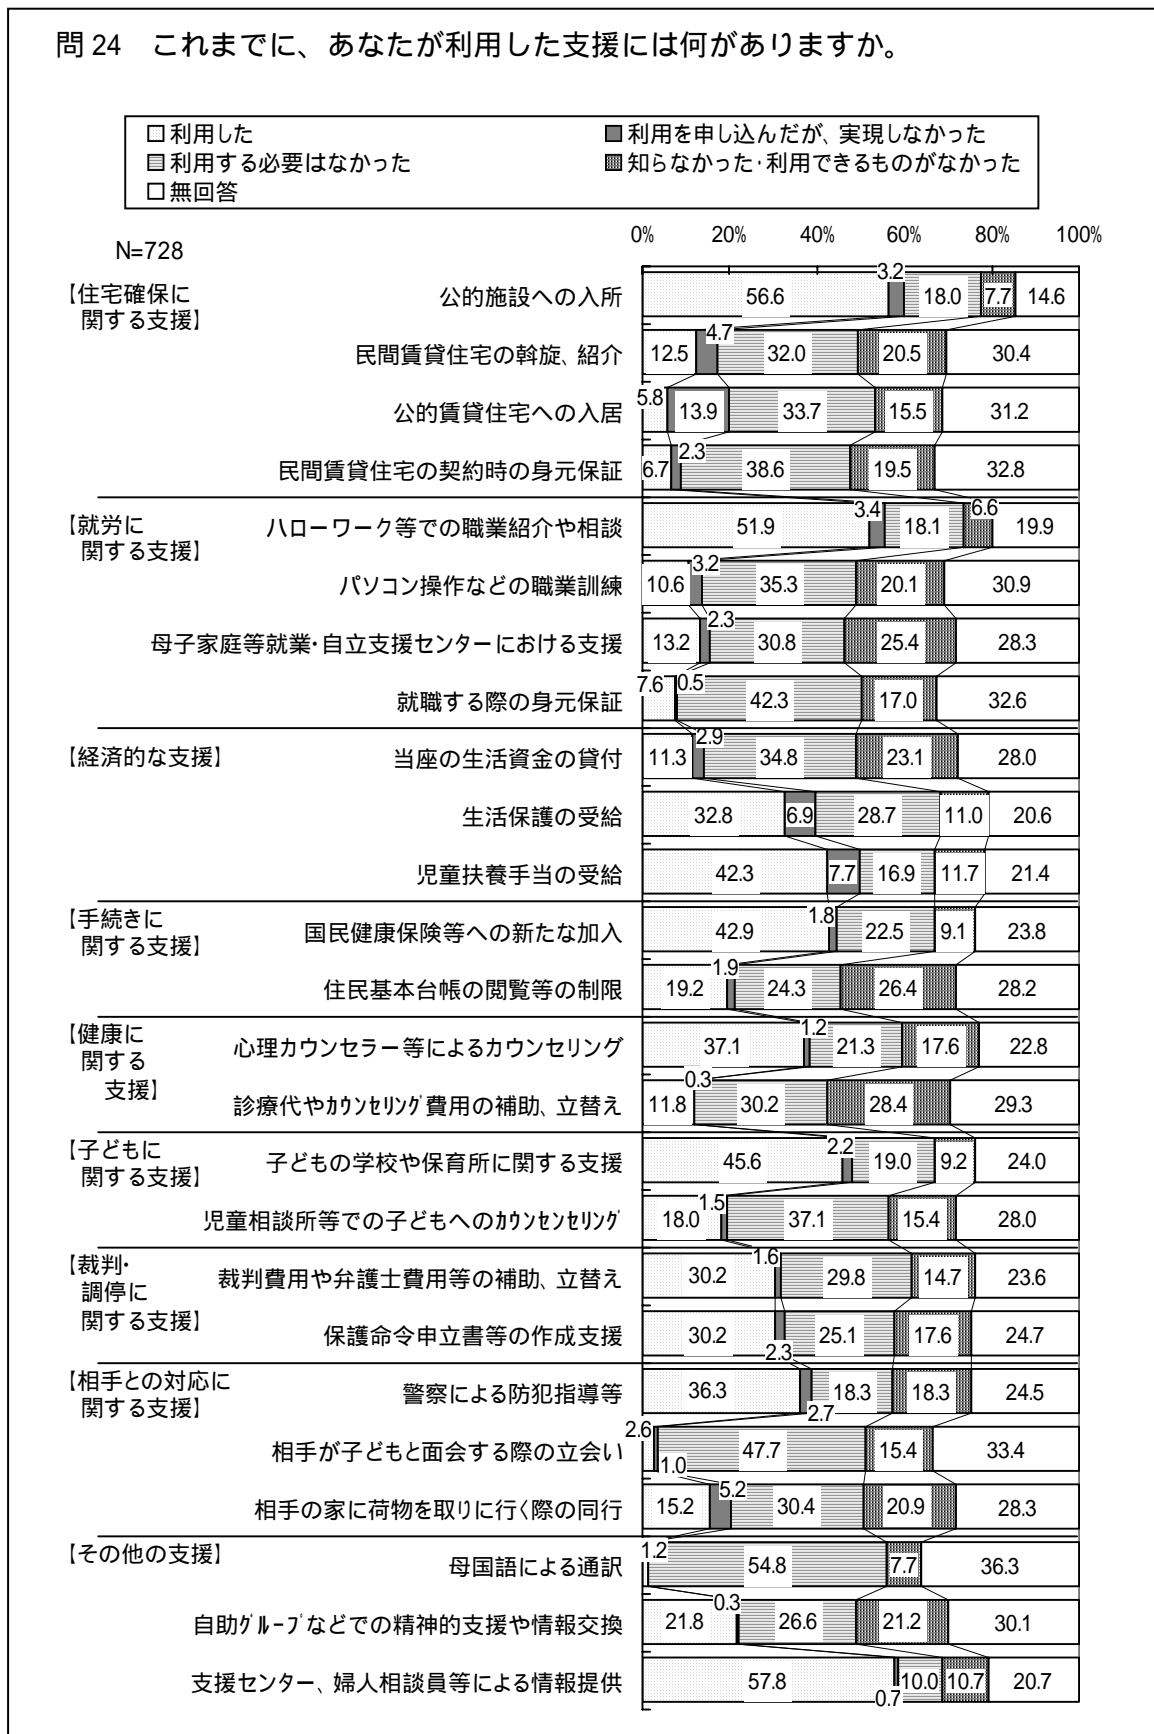 問24　これまでに、あなたが利用した支援には何がありますか。
利用した
利用を申し込んだが、実現しなかった
利用する必要はなかった
知らなかった・利用できるものがなかった
無回答
N=728
0% 20% 40% 60% 80% 100%
【住宅確保に
関する支援】
公的施設への入所 56.6 3.2 18.0 7.7 14.6
民間賃貸住宅の斡旋、紹介 12.5 4.7 32.0 20.5 30.4
公的賃貸住宅への入居 5.8 13.9 33.7 15.5 31.2
民間賃貸住宅の契約時の身元保証 6.7 2.3 38.6 19.5 32.8
【就労に
関する支援】
ハローワーク等での職業紹介や相談 51.9 3.4 18.1 6.6 19.9
パソコン操作などの職業訓練 10.6 3.2 35.3 20.1 30.9
母子家庭等就業・自立支援センターにおける支援 13.2 2.3 30.8 25.4 28.3
就職する際の身元保証 7.6 0.5 42.3 17.0 32.6
【経済的な支援】
当座の生活資金の貸付 11.3 2.9 34.8 23.1 28.0
生活保護の受給 32.8 6.9 28.7 11.0 20.6
児童扶養手当の受給 42.3 7.7 16.9 11.7 21.4
【手続きに
関する支援】
国民健康保険等への新たな加入 42.9 1.8 22.5 9.1 23.8
住民基本台帳の閲覧等の制限 19.2 1.9 24.3 26.4 28.2
【健康に
関する
支援】
心理カウンセラー等によるカウンセリング 37.1 1.2 21.3 17.6 22.8
診療代やｶｳﾝｾﾘﾝｸﾞ費用の補助、立替え 11.8 0.3 30.2 28.4 29.3
【子どもに
関する支援】
子どもの学校や保育所に関する支援 45.6 2.2 19.0 9.2 24.0
児童相談所等での子どもへのｶｳﾝｾﾝｾﾘﾝｸﾞ 18.0 1.5 37.1 15.4 28.0
【裁判・
調停に
関する支援】
裁判費用や弁護士費用等の補助、立替え 30.2 1.6 29.8 14.7 23.6
保護命令申立書等の作成支援 30.2 2.3 25.1 17.6 24.7
【相手との対応に
関する支援】
警察による防犯指導等 36.3 2.7 18.3 18.3 24.5
相手が子どもと面会する際の立会い 2.6 1.0 47.7 15.4 33.4
相手の家に荷物を取りに行く際の同行 15.2 5.2 30.4 20.9 28.3
【その他の支援】
母国語による通訳 1.2 54.8 7.7 36.3
自助ｸﾞﾙｰﾌﾟなどでの精神的支援や情報交換 21.8 0.3 26.6 21.2 30.1
支援センター、婦人相談員等による情報提供 57.8 0.7 10.0 10.7 20.7